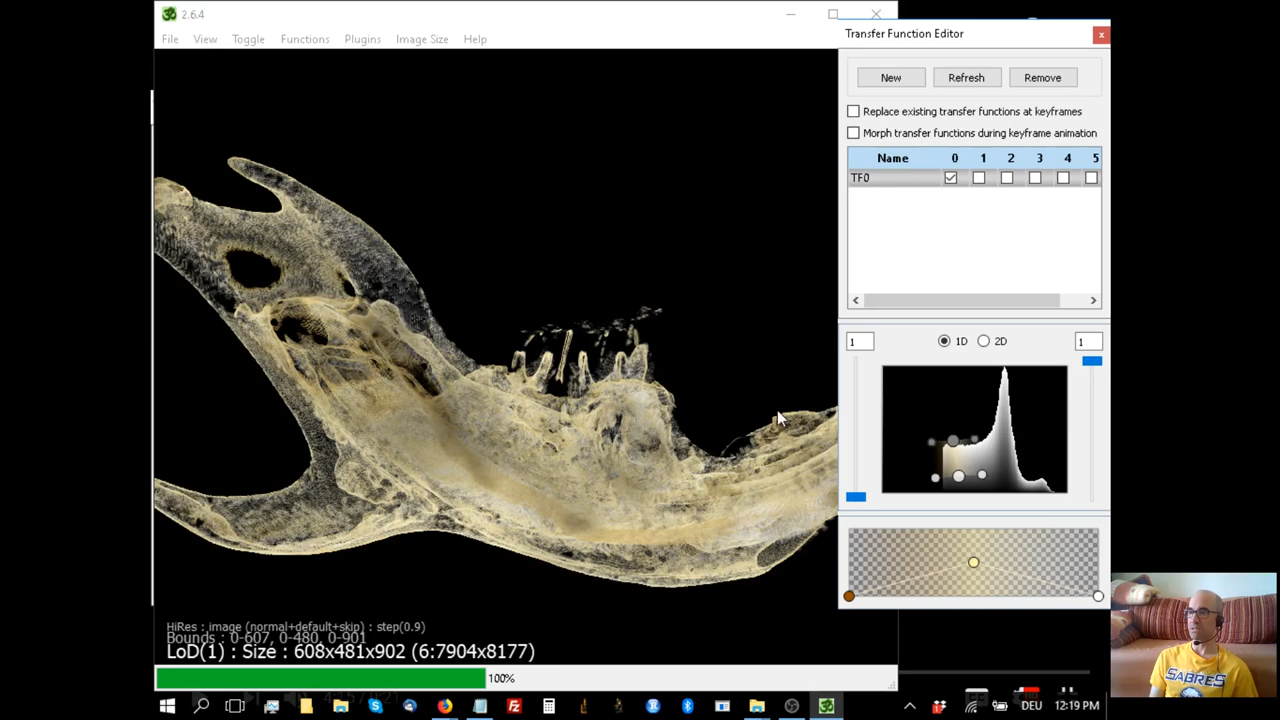 2.6.4
File View Toggle Functions Plugins Image Size Help
Transfer Function Editor
New Refresh Remove
Replace existing transfer functions at keyframes
Morph transfer functions during keyframe animation
Name 0 1 2 3 4 5
TF0
1 1D 2D 1
HiRes : image (normal+default+skip) : step(0.9)
Bounds : 0-607, 0-480, 0-901
LoD(1) : Size : 608x481x902 (6:7904x8177)
100%
DEU 12:19 PM
SABRES